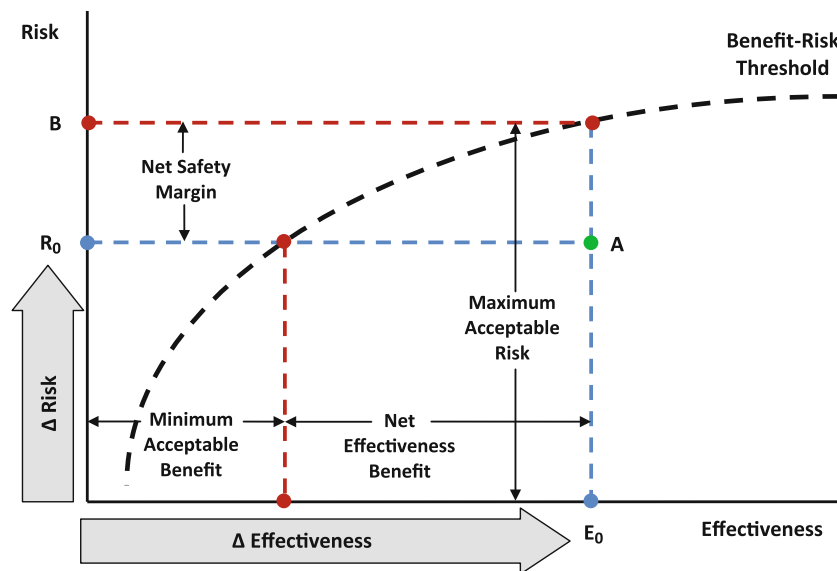 Risk
Benefit-Risk
Threshold
B
Net Safety
Margin
R₀
A
Maximum
Acceptable
Risk
Δ Risk
Minimum
Acceptable
Benefit
Net
Effectiveness
Benefit
E₀
Effectiveness
Δ Effectiveness